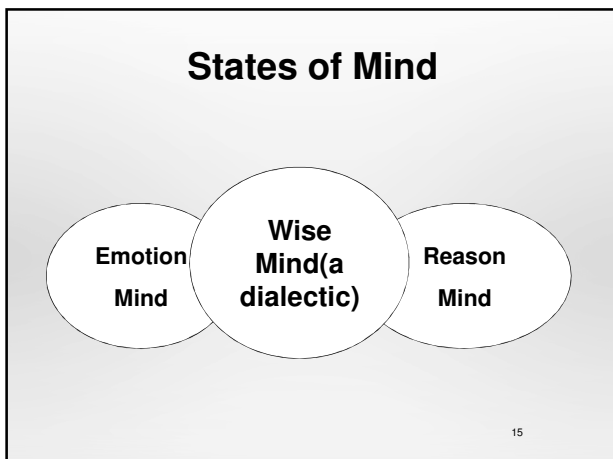 States of Mind
Emotion
Mind
Wise
Mind(a
dialectic)
Reason
Mind
15